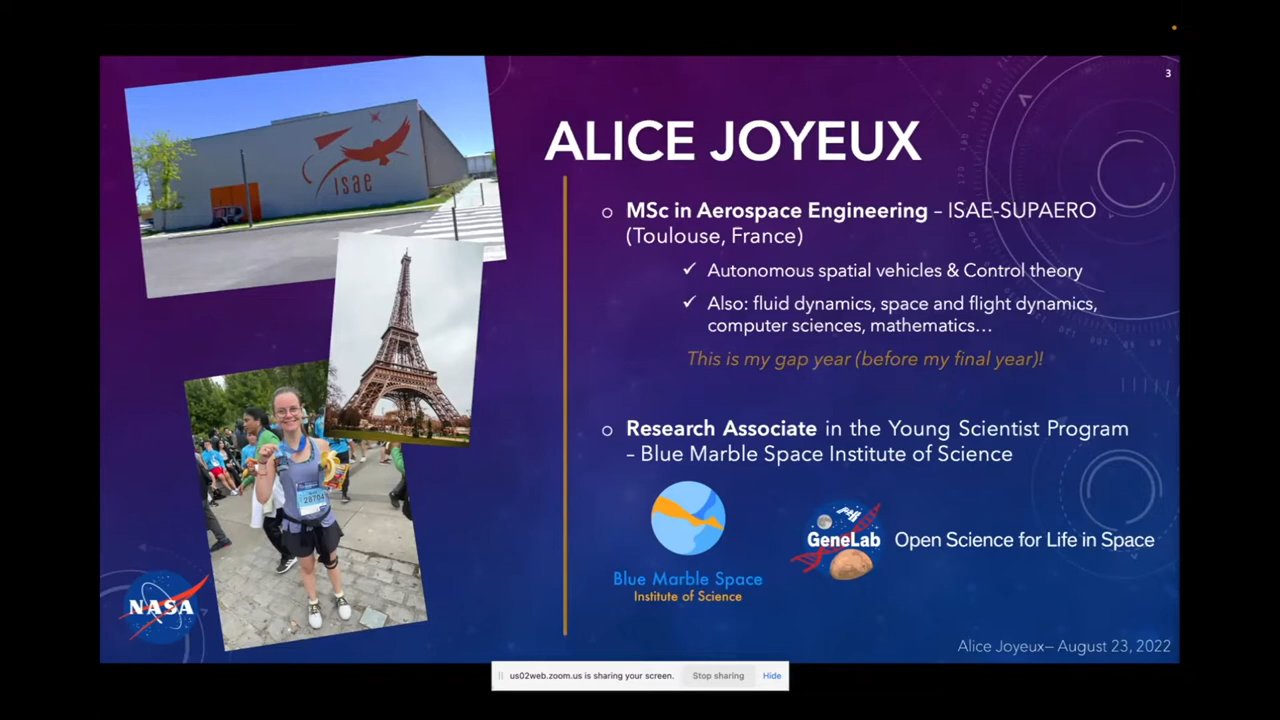 3
isae
ALICE JOYEUX
MSc in Aerospace Engineering – ISAE-SUPAERO
(Toulouse, France)
✓ Autonomous spatial vehicles & Control theory
✓ Also: fluid dynamics, space and flight dynamics,
computer sciences, mathematics…
This is my gap year (before my final year)!
Research Associate in the Young Scientist Program
– Blue Marble Space Institute of Science
Blue Marble Space
Institute of Science
GeneLab
Open Science for Life in Space
NASA
Alice Joyeux– August 23, 2022
us02web.zoom.us is sharing your screen.
Stop sharing
Hide